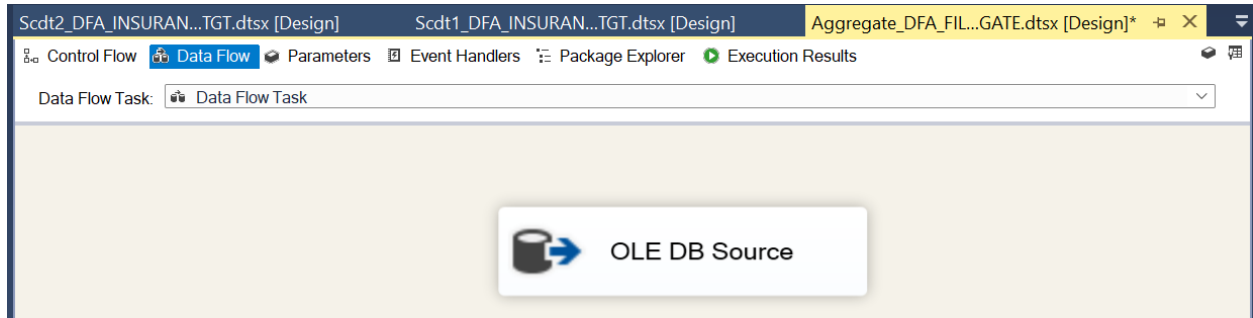 Scdt2_DFA_INSURAN...TGT.dtsx [Design] Scdt1_DFA_INSURAN...TGT.dtsx [Design] Aggregate_DFA_FIL...GATE.dtsx [Design]*
Control Flow Data Flow Parameters Event Handlers Package Explorer Execution Results
Data Flow Task: Data Flow Task
OLE DB Source